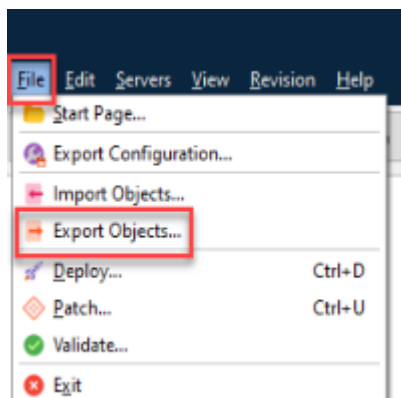 File Edit Servers View Revision Help
Start Page...
Export Configuration...
Import Objects...
Export Objects...
Deploy... Ctrl+D
Patch... Ctrl+U
Validate...
Exit